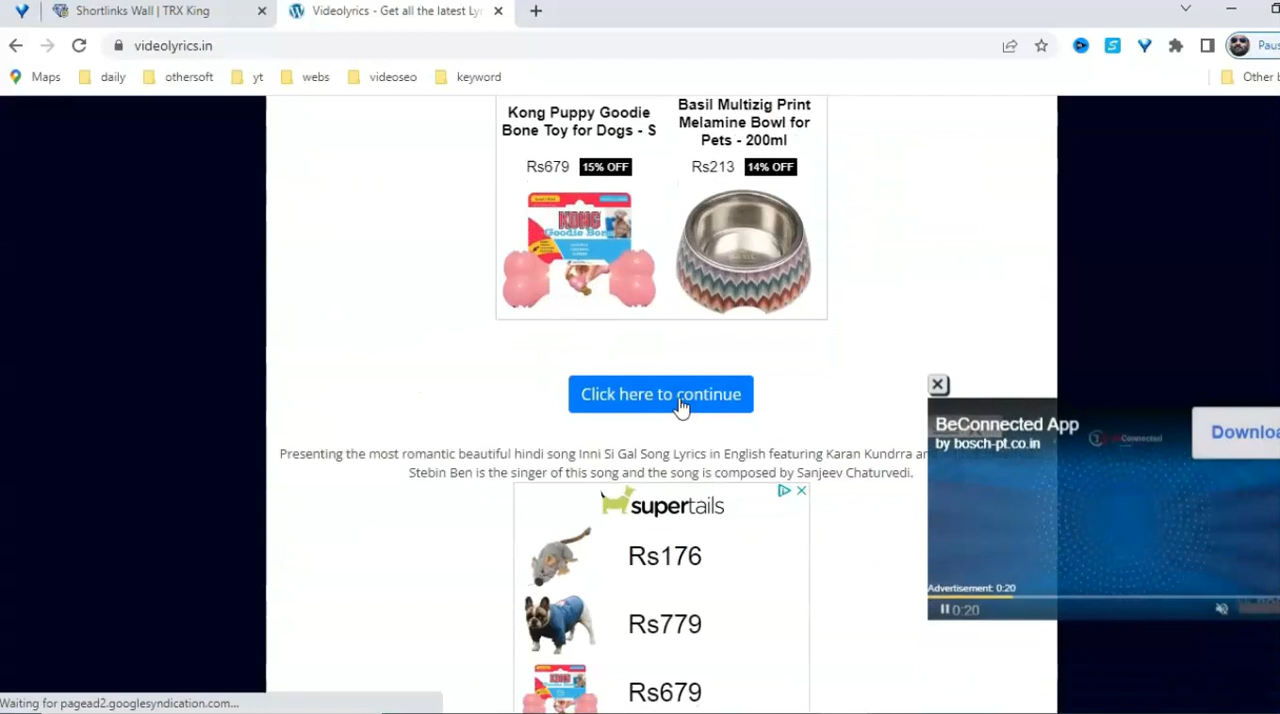 Shortlinks Wall | TRX King
Videolyrics - Get all the latest Ly
videolyrics.in
Paus
Maps
daily
othersoft
yt
webs
videoseo
keyword
Other b
Kong Puppy Goodie
Bone Toy for Dogs - S
Rs679 15% OFF
KONG
Goodie Bone
Basil Multizig Print
Melamine Bowl for
Pets - 200ml
Rs213 14% OFF
Click here to continue
Presenting the most romantic beautiful hindi song Inni Si Gal Song Lyrics in English featuring Karan Kundrra an
Stebin Ben is the singer of this song and the song is composed by Sanjeev Chaturvedi.
BeConnected App
by bosch-pt.co.in
Connected
Downloa
Advertisement: 0:20
0:20
supertails
Rs176
Rs779
Rs679
Waiting for pagead2.googlesyndication.com...